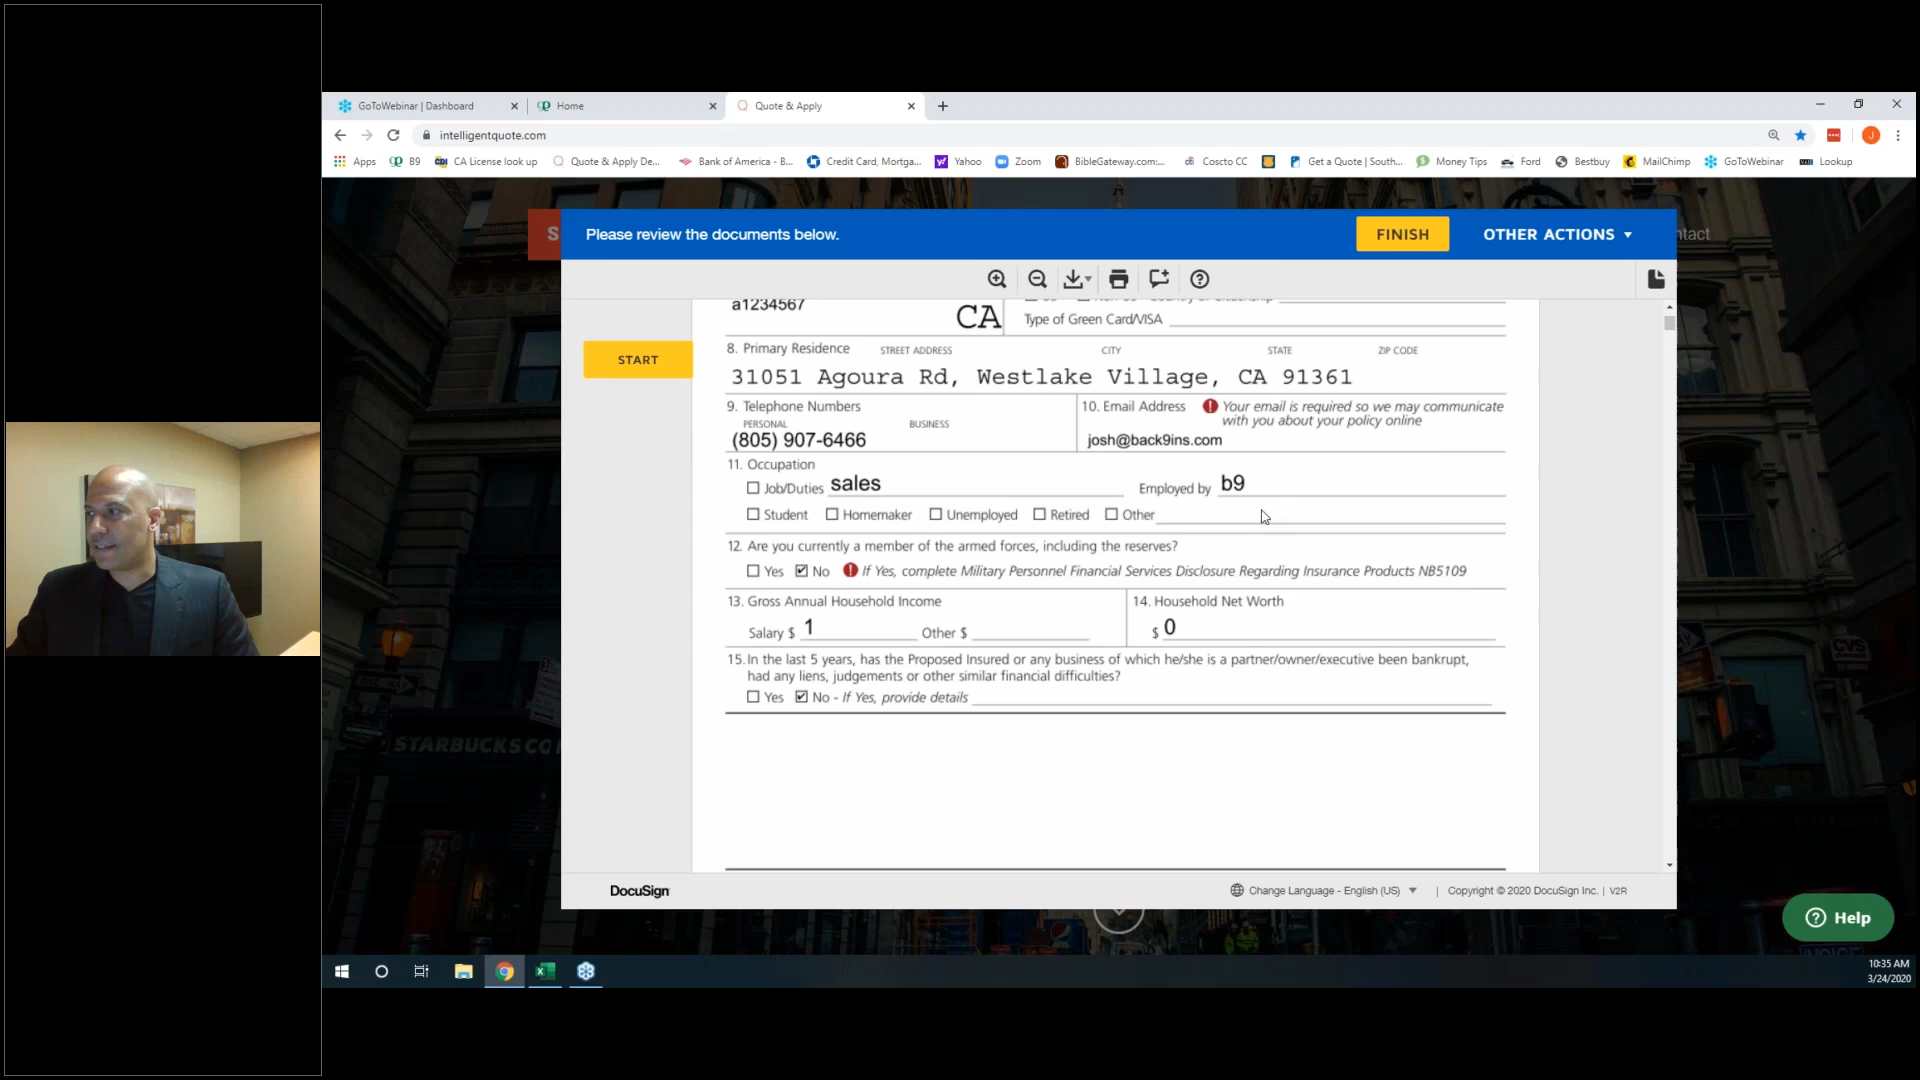 GoToWebinar | Dashboard
Home
Quote & Apply
intelligentquote.com
Apps
B9
CA License look up
Quote & Apply De...
Bank of America - B...
Credit Card, Mortga...
Yahoo
Zoom
BibleGateway.com:...
Coscto CC
Get a Quote | South...
Money Tips
Ford
Bestbuy
MailChimp
GoToWebinar
Lookup
S
Please review the documents below.
FINISH
OTHER ACTIONS
ntact
START
a1234567
CA
Type of Green Card/VISA
8. Primary Residence STREET ADDRESS CITY STATE ZIP CODE
31051 Agoura Rd, Westlake Village, CA 91361
9. Telephone Numbers
PERSONAL BUSINESS
(805) 907-6466
10. Email Address Your email is required so we may communicate
with you about your policy online
josh@back9ins.com
11. Occupation
Job/Duties sales Employed by b9
Student Homemaker Unemployed Retired Other
12. Are you currently a member of the armed forces, including the reserves?
Yes No If Yes, complete Military Personnel Financial Services Disclosure Regarding Insurance Products NB5109
13. Gross Annual Household Income
Salary $ 1 Other $
14. Household Net Worth
$ 0
15. In the last 5 years, has the Proposed Insured or any business of which he/she is a partner/owner/executive been bankrupt,
had any liens, judgements or other similar financial difficulties?
Yes No - If Yes, provide details
STARBUCKS CO
CVS
DocuSign
Change Language - English (US) | Copyright © 2020 DocuSign Inc. | V2R
Help
10:35 AM
3/24/2020